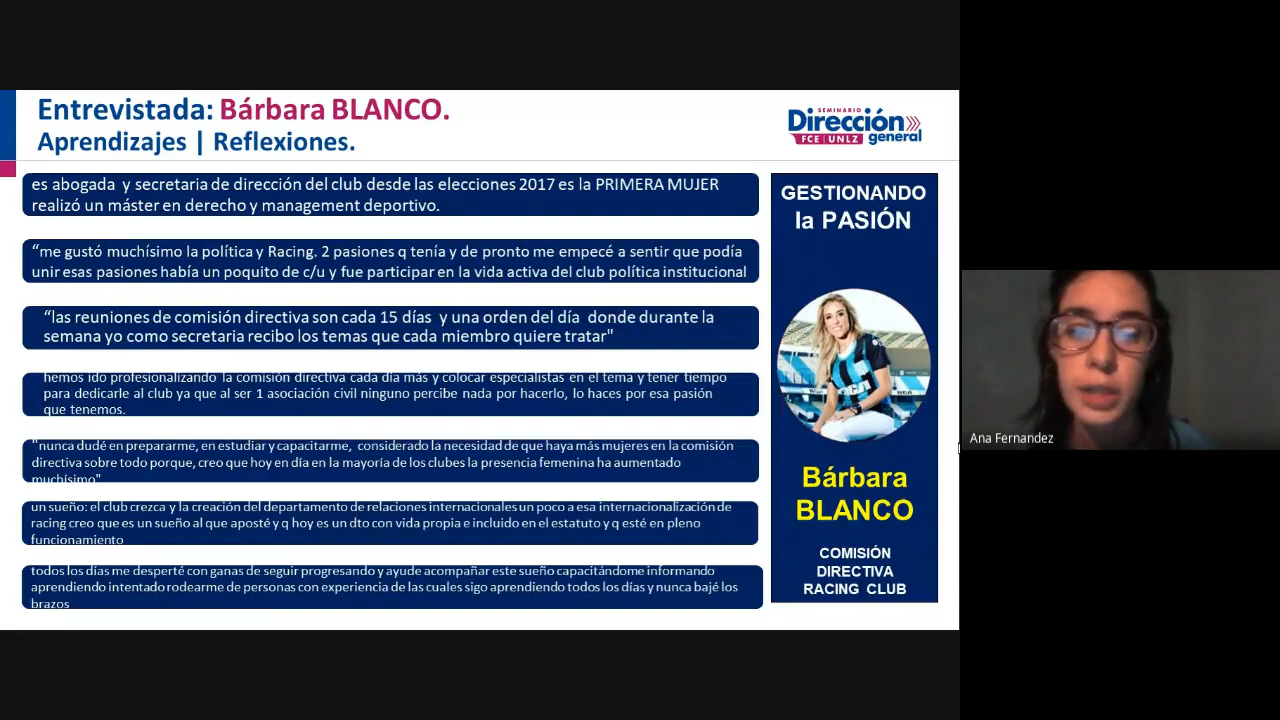 Entrevistada: Bárbara BLANCO.
Aprendizajes | Reflexiones.
SEMINARIO
Dirección
FCE UNLZ general
es abogada y secretaria de dirección del club desde las elecciones 2017 es la PRIMERA MUJER
realizó un máster en derecho y management deportivo.
“me gustó muchísimo la política y Racing. 2 pasiones q tenía y de pronto me empecé a sentir que podía
unir esas pasiones había un poquito de c/u y fue participar en la vida activa del club política institucional
“las reuniones de comisión directiva son cada 15 días y una orden del día donde durante la
semana yo como secretaria recibo los temas que cada miembro quiere tratar"
hemos ido profesionalizando la comisión directiva cada día más y colocar especialistas en el tema y tener tiempo
para dedicarle al club ya que al ser 1 asociación civil ninguno percibe nada por hacerlo, lo haces por esa pasión
que tenemos.
"nunca dudé en prepararme, en estudiar y capacitarme, considerado la necesidad de que haya más mujeres en la comisión
directiva sobre todo porque, creo que hoy en día en la mayoría de los clubes la presencia femenina ha aumentado
muchísimo"
un sueño: el club crezca y la creación del departamento de relaciones internacionales un poco a esa internacionalización de
racing creo que es un sueño al que aposté y q hoy es un dto con vida propia e incluido en el estatuto y q esté en pleno
funcionamiento
todos los días me desperté con ganas de seguir progresando y ayude acompañar este sueño capacitándome informando
aprendiendo intentado rodearme de personas con experiencia de las cuales sigo aprendiendo todos los días y nunca bajé los
brazos
GESTIONANDO
la PASIÓN
Bárbara
BLANCO
COMISIÓN
DIRECTIVA
RACING CLUB
Ana Fernandez